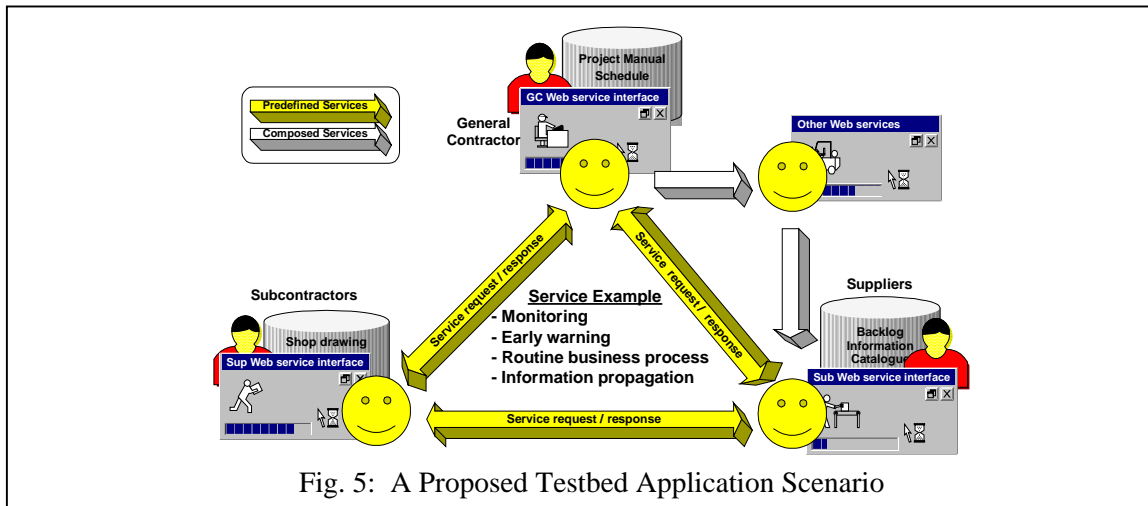 Project Manual
Schedule
GC Web service interface
Predefined Services
Composed Services
General
Contractor
Other Web services
Service request / response
Service request / response
Subcontractors
Suppliers
Service Example
- Monitoring
- Early warning
- Routine business process
- Information propagation
Shop drawing
Sup Web service interface
Backlog
Information
Catalogue
Sub Web service interface
Service request / response
Fig. 5: A Proposed Testbed Application Scenario